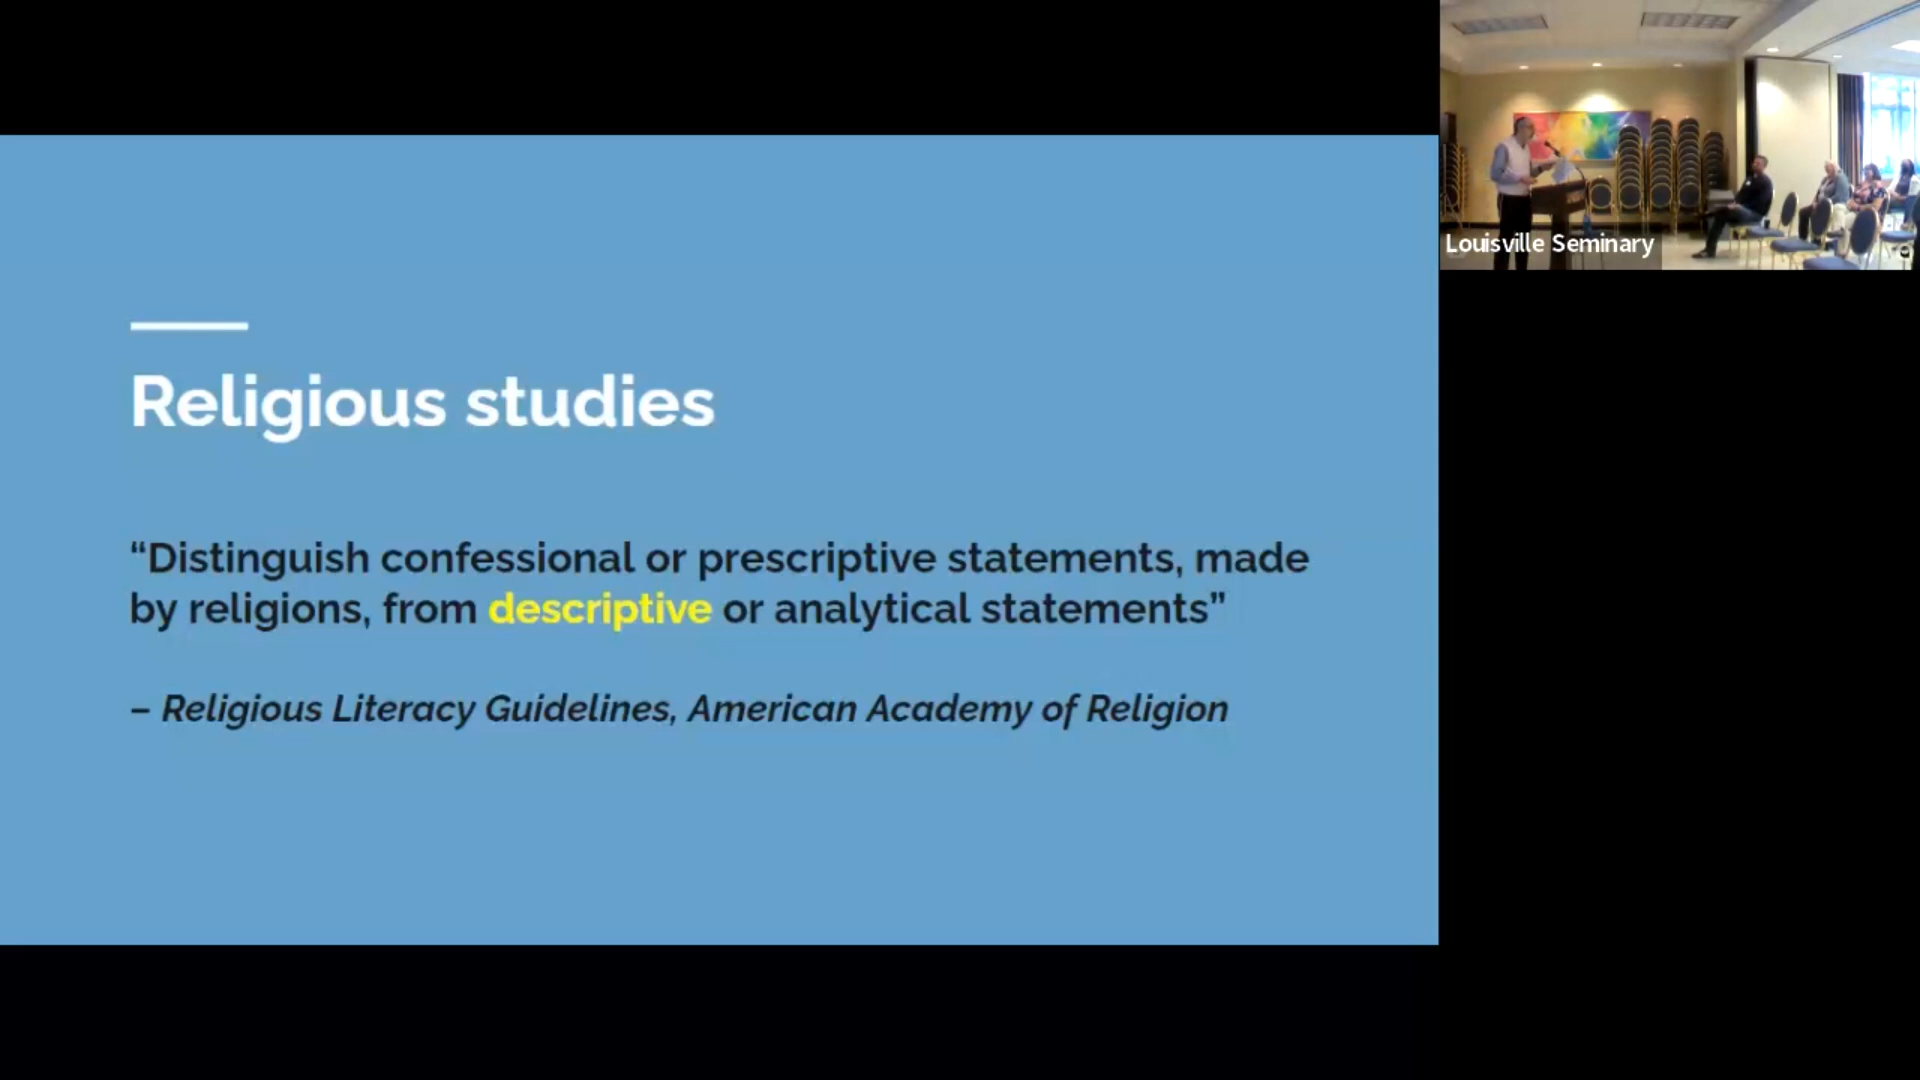 Religious studies
“Distinguish confessional or prescriptive statements, made
by religions, from descriptive or analytical statements”
– Religious Literacy Guidelines, American Academy of Religion
Louisville Seminary